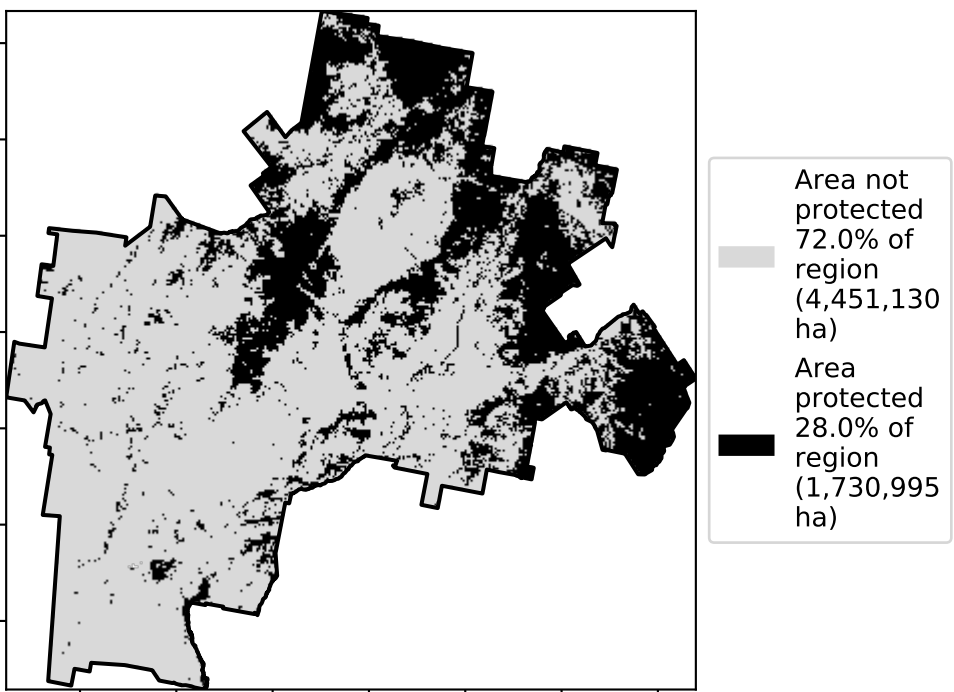 Area not
protected
72.0% of
region
(4,451,130
ha)
Area
protected
28.0% of
region
(1,730,995
ha)